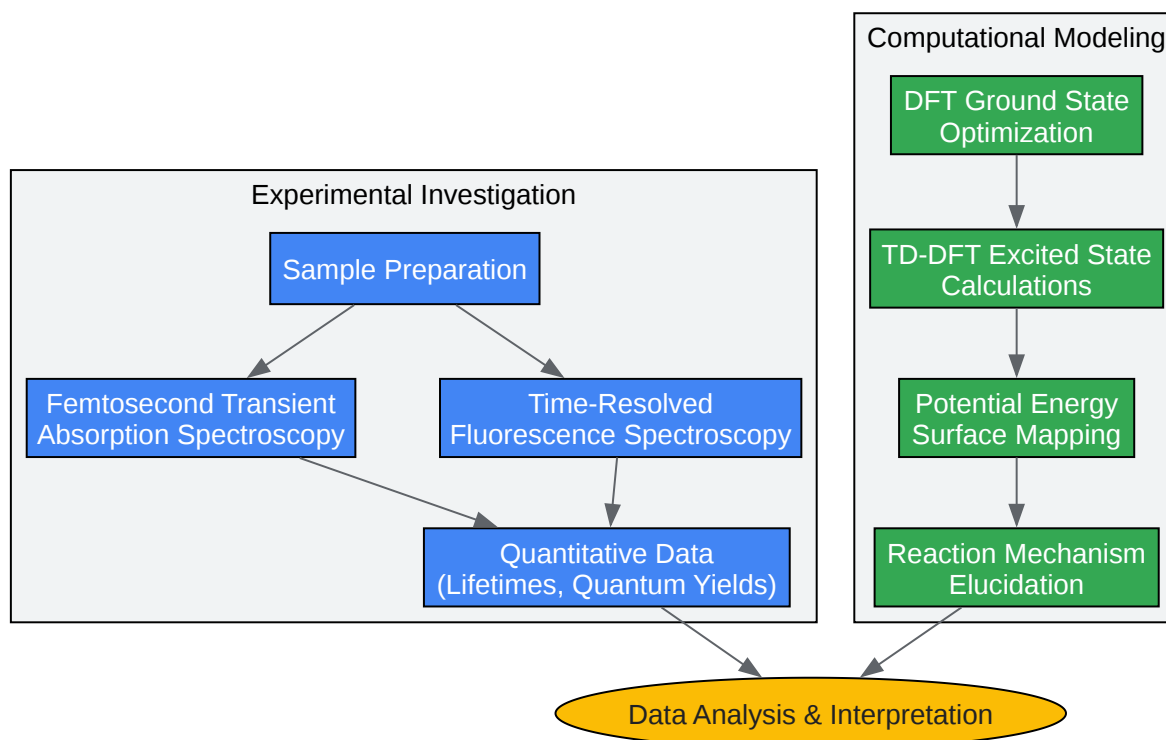 Computational Modeling
DFT Ground State
Optimization
TD-DFT Excited State
Calculations
Potential Energy
Surface Mapping
Reaction Mechanism
Elucidation
Experimental Investigation
Sample Preparation
Femtosecond Transient
Absorption Spectroscopy
Time-Resolved
Fluorescence Spectroscopy
Quantitative Data
(Lifetimes, Quantum Yields)
Data Analysis & Interpretation